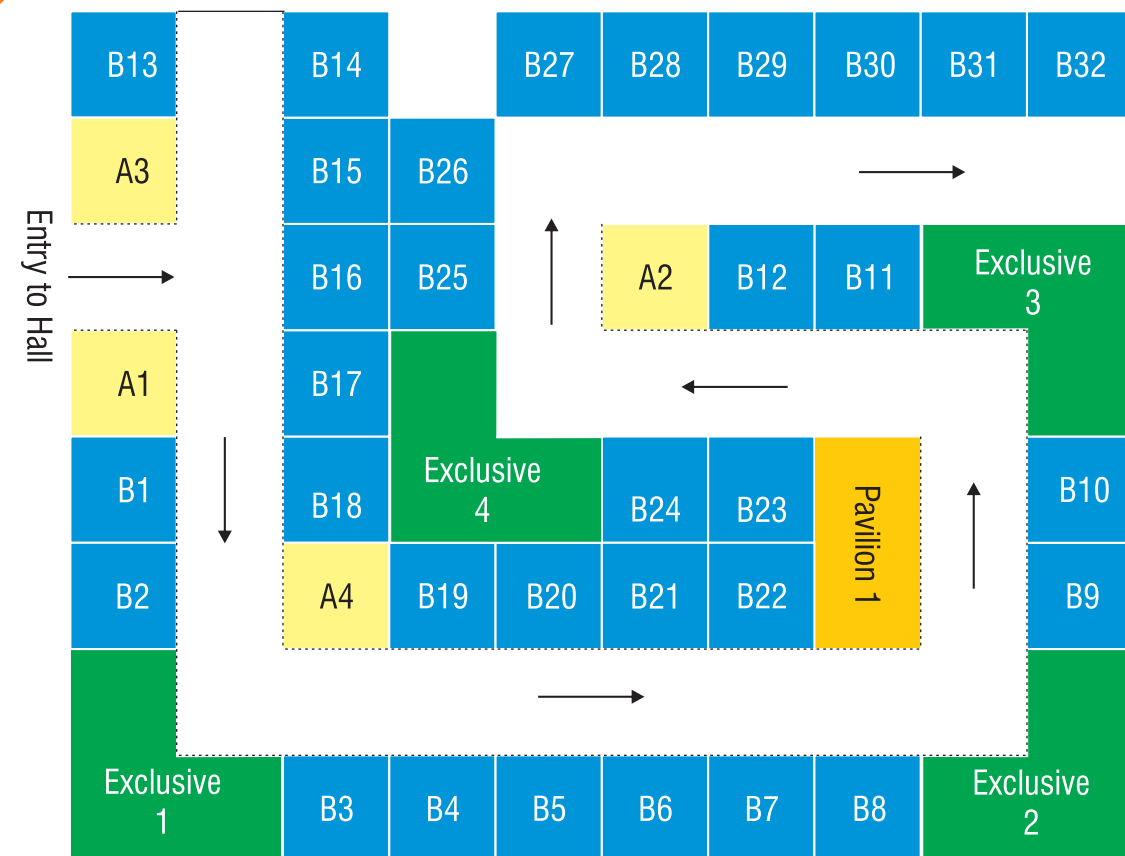 B13
B14
B27
B28
B29
B30
B31
B32
A3
B15
B26
Entry to Hall
B16
B25
A2
B12
B11
Exclusive
3
A1
B17
B1
B18
Exclusive
4
B24
B23
Pavilion 1
B10
B2
A4
B19
B20
B21
B22
B9
Exclusive
1
B3
B4
B5
B6
B7
B8
Exclusive
2